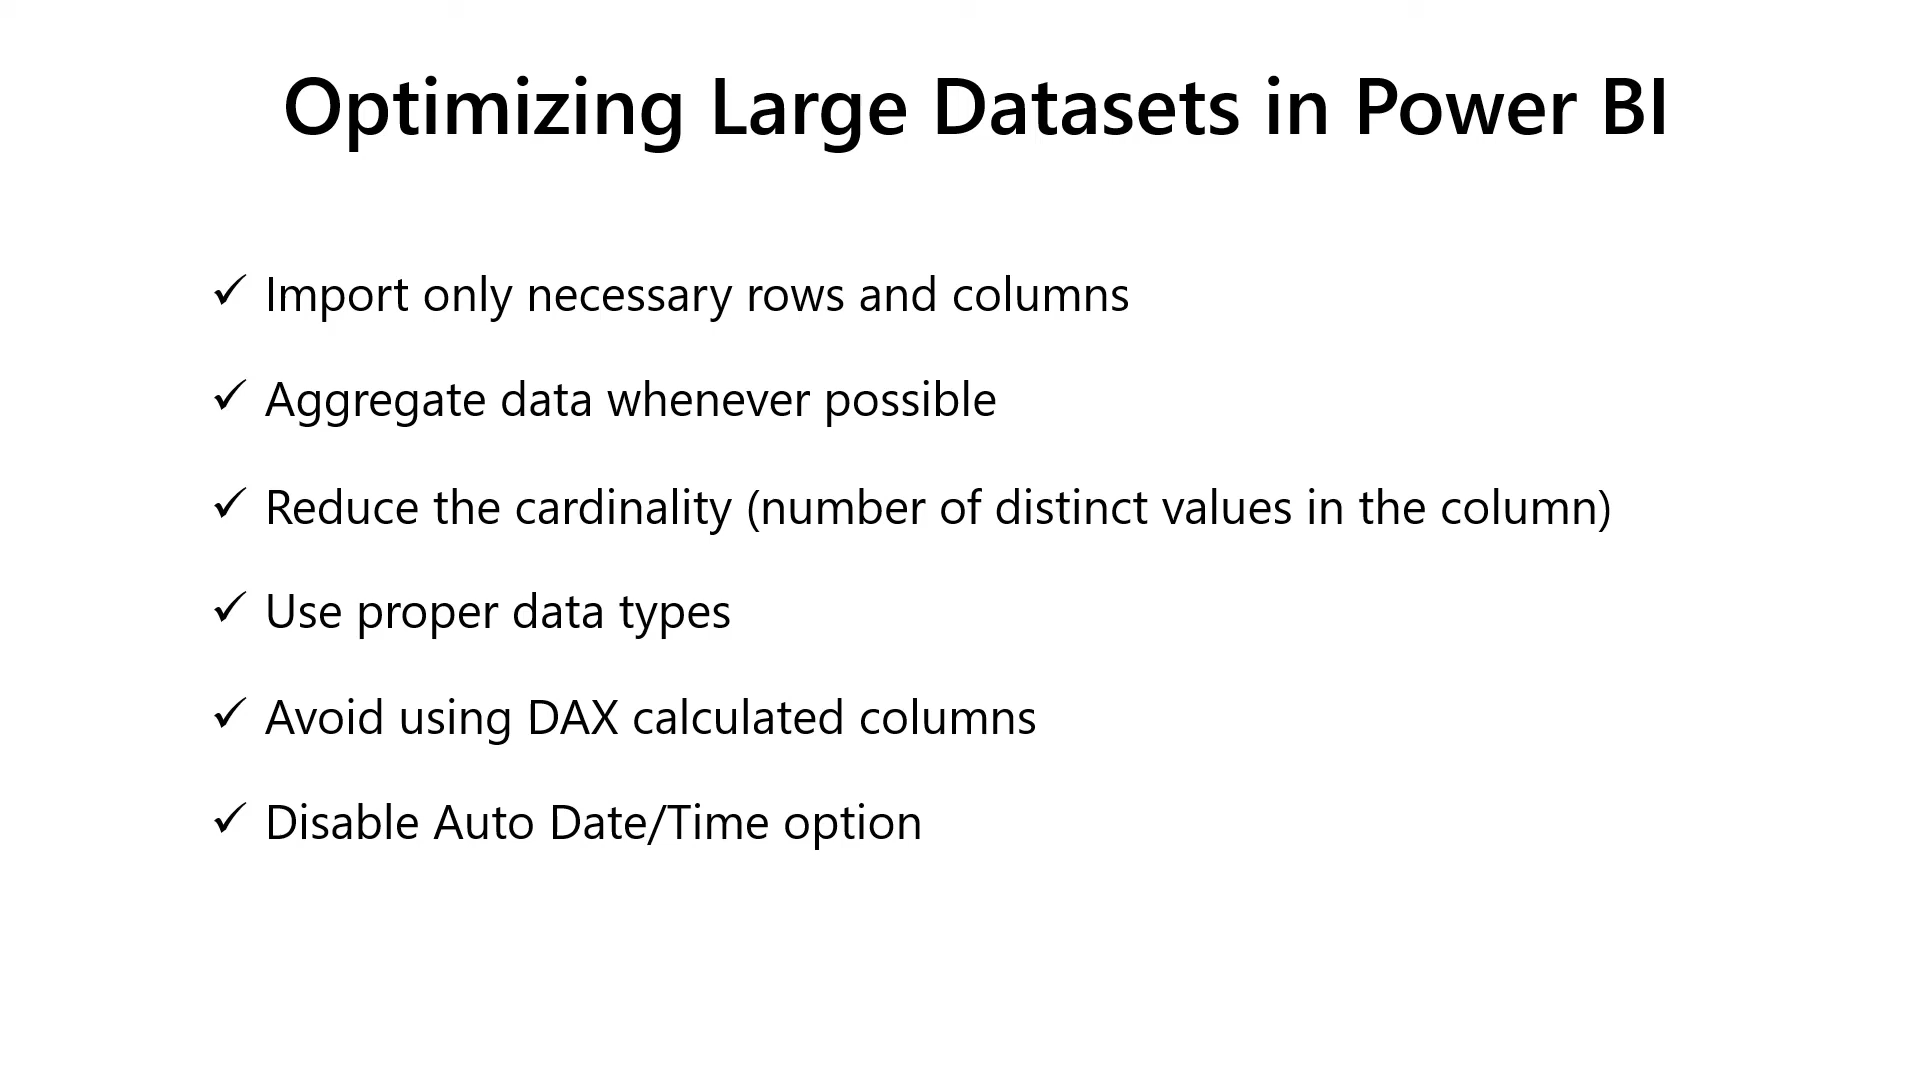 Optimizing Large Datasets in Power BI
✓ Import only necessary rows and columns
✓ Aggregate data whenever possible
✓ Reduce the cardinality (number of distinct values in the column)
✓ Use proper data types
✓ Avoid using DAX calculated columns
✓ Disable Auto Date/Time option